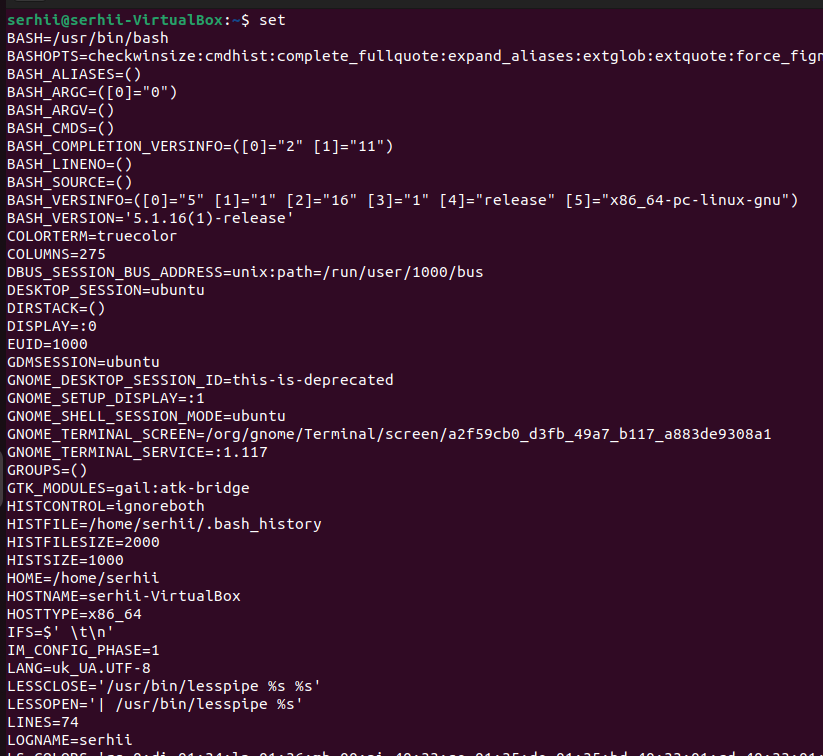 serhii@serhii-VirtualBox:~$ set
BASH=/usr/bin/bash
BASHOPTS=checkwinsize:cmdhist:complete_fullquote:expand_aliases:extglob:extquote:force_fign
BASH_ALIASES=()
BASH_ARGC=([0]="0")
BASH_ARGV=()
BASH_CMDS=()
BASH_COMPLETION_VERSINFO=([0]="2" [1]="11")
BASH_LINENO=()
BASH_SOURCE=()
BASH_VERSINFO=([0]="5" [1]="1" [2]="16" [3]="1" [4]="release" [5]="x86_64-pc-linux-gnu")
BASH_VERSION='5.1.16(1)-release'
COLORTERM=truecolor
COLUMNS=275
DBUS_SESSION_BUS_ADDRESS=unix:path=/run/user/1000/bus
DESKTOP_SESSION=ubuntu
DIRSTACK=()
DISPLAY=:0
EUID=1000
GDMSESSION=ubuntu
GNOME_DESKTOP_SESSION_ID=this-is-deprecated
GNOME_SETUP_DISPLAY=:1
GNOME_SHELL_SESSION_MODE=ubuntu
GNOME_TERMINAL_SCREEN=/org/gnome/Terminal/screen/a2f59cb0_d3fb_49a7_b117_a883de9308a1
GNOME_TERMINAL_SERVICE=:1.117
GROUPS=()
GTK_MODULES=gail:atk-bridge
HISTCONTROL=ignoreboth
HISTFILE=/home/serhii/.bash_history
HISTFILESIZE=2000
HISTSIZE=1000
HOME=/home/serhii
HOSTNAME=serhii-VirtualBox
HOSTTYPE=x86_64
IFS=$' \t\n'
IM_CONFIG_PHASE=1
LANG=uk_UA.UTF-8
LESSCLOSE='/usr/bin/lesspipe %s %s'
LESSOPEN='| /usr/bin/lesspipe %s'
LINES=74
LOGNAME=serhii